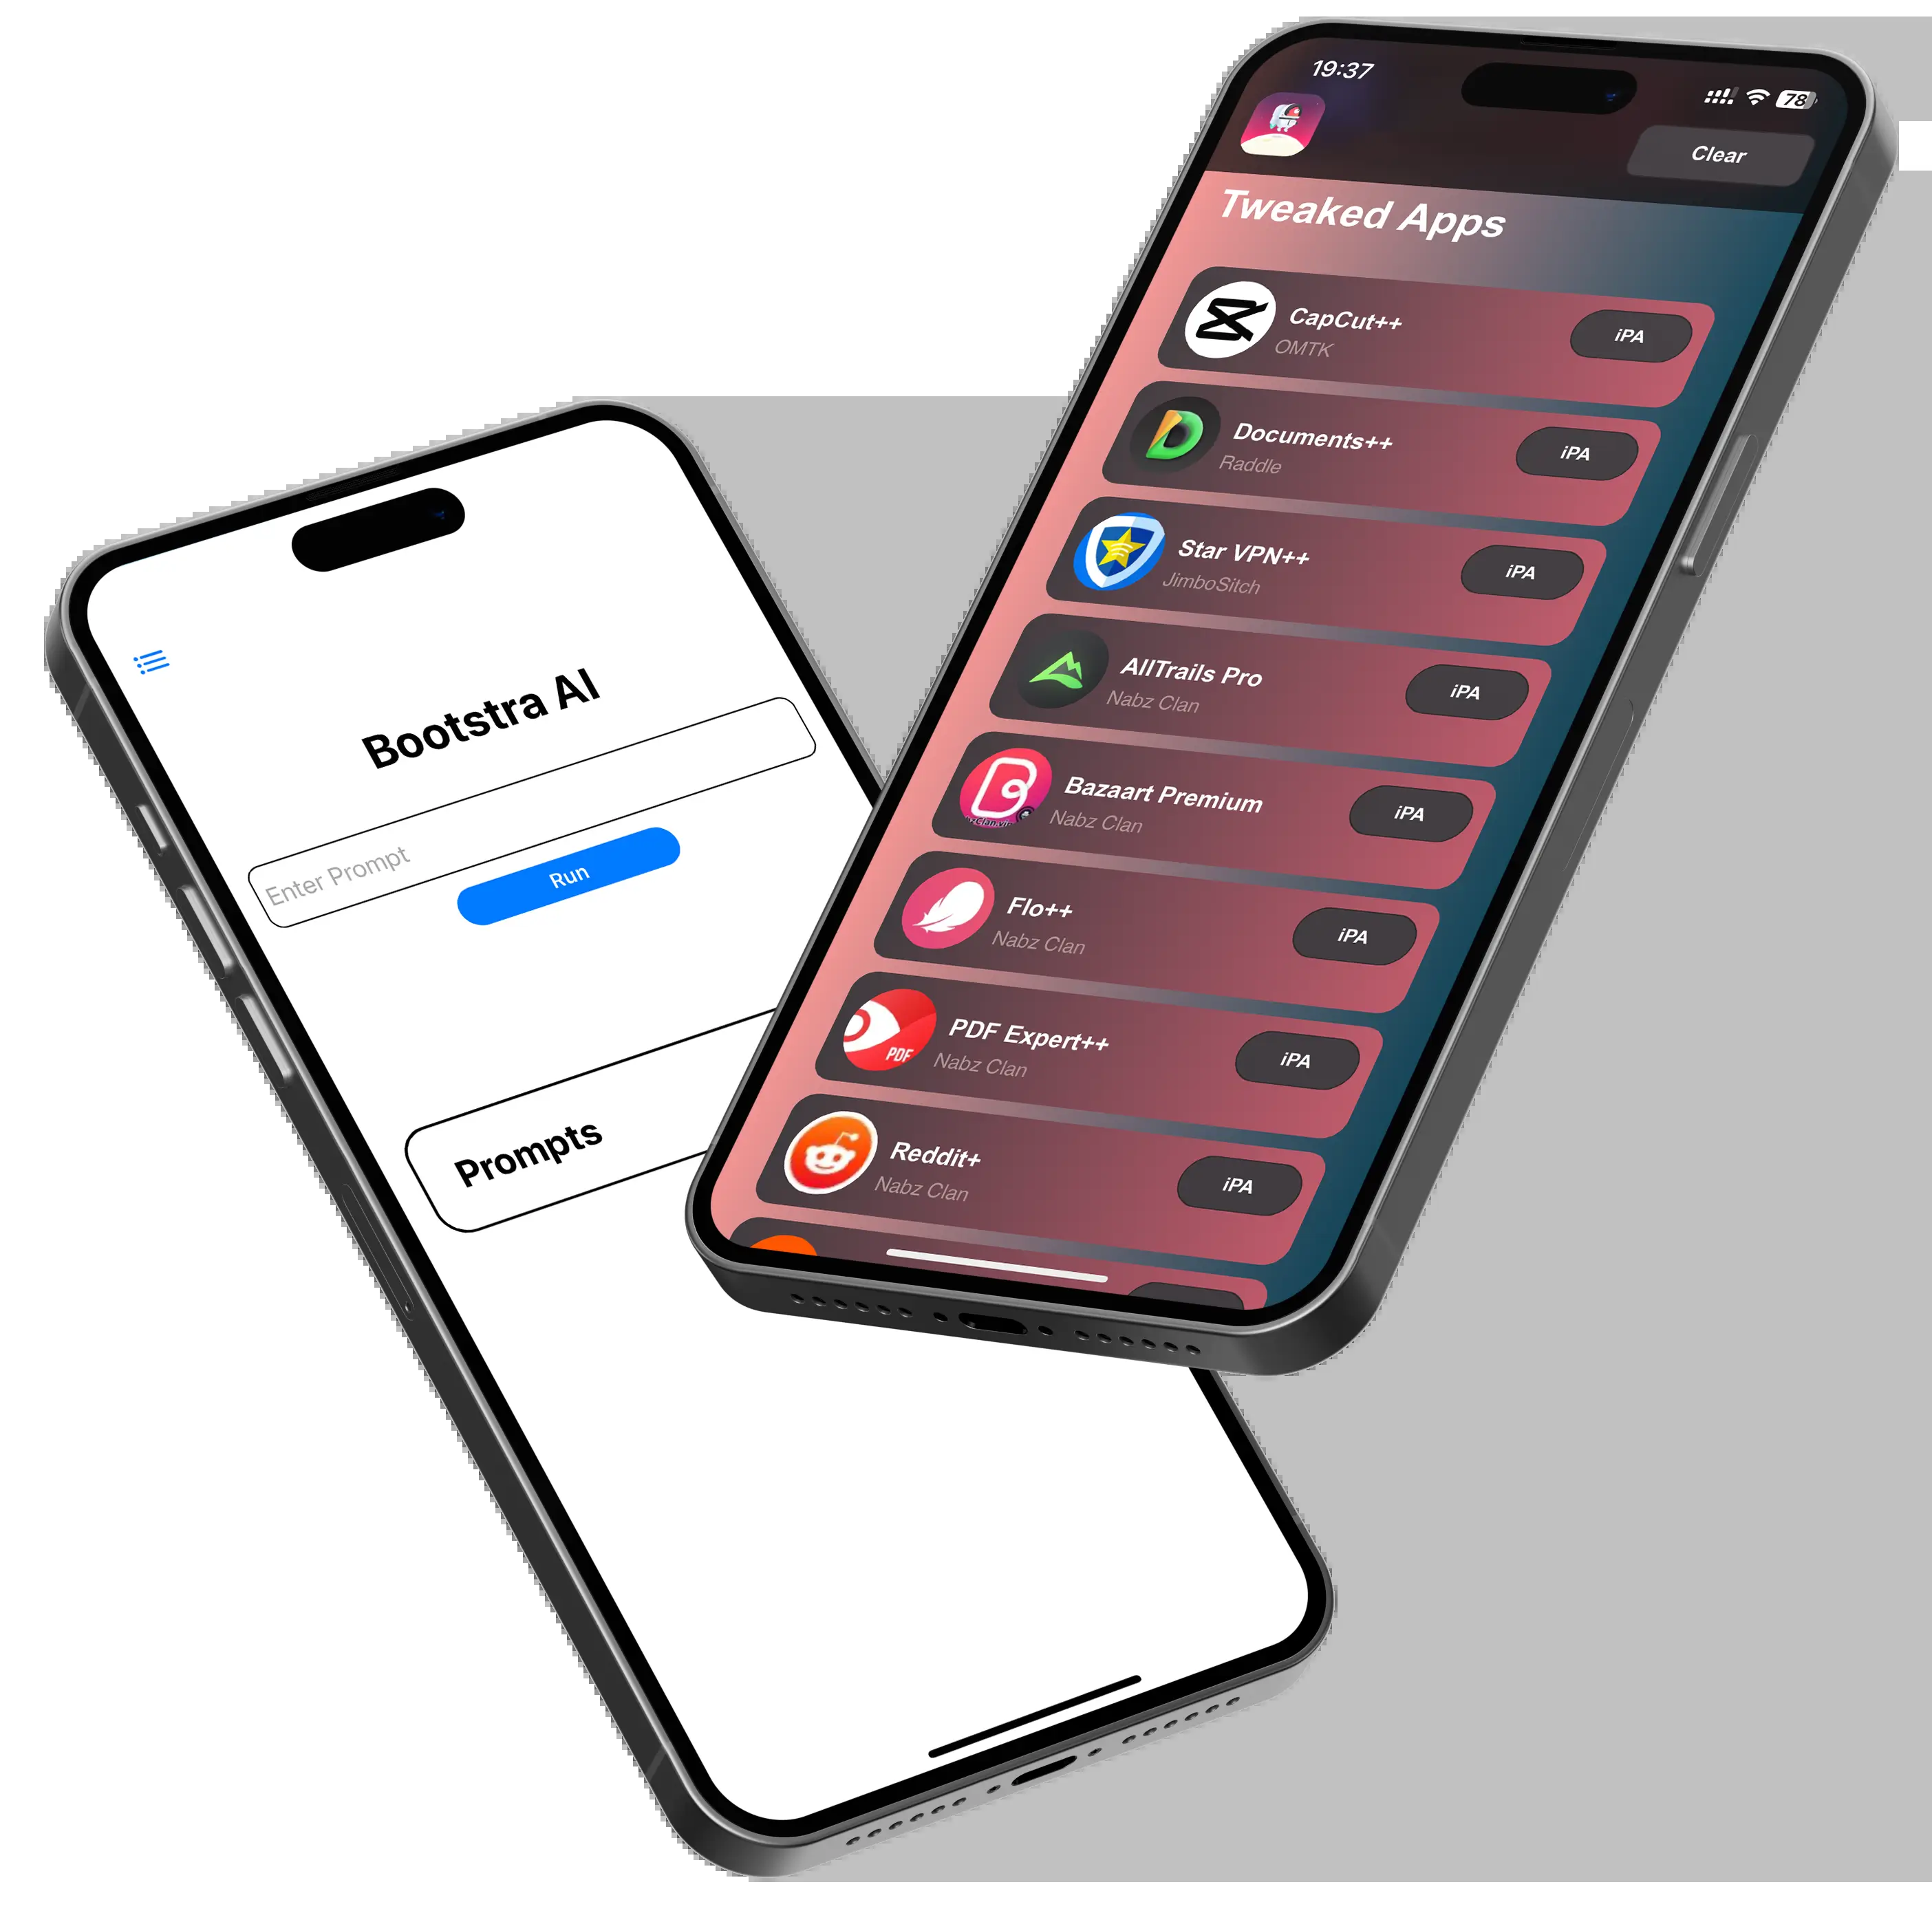 Bootstra AI
Enter Prompt
Run
Prompts
19:37
78
Clear
Tweaked Apps
CapCut++
OMTK
iPA
Documents++
Raddle
iPA
Star VPN++
JimboSitch
iPA
AllTrails Pro
Nabz Clan
iPA
Bazaart Premium
Nabz Clan
iPA
Flo++
Nabz Clan
iPA
PDF
PDF Expert++
Nabz Clan
iPA
Reddit+
Nabz Clan
iPA